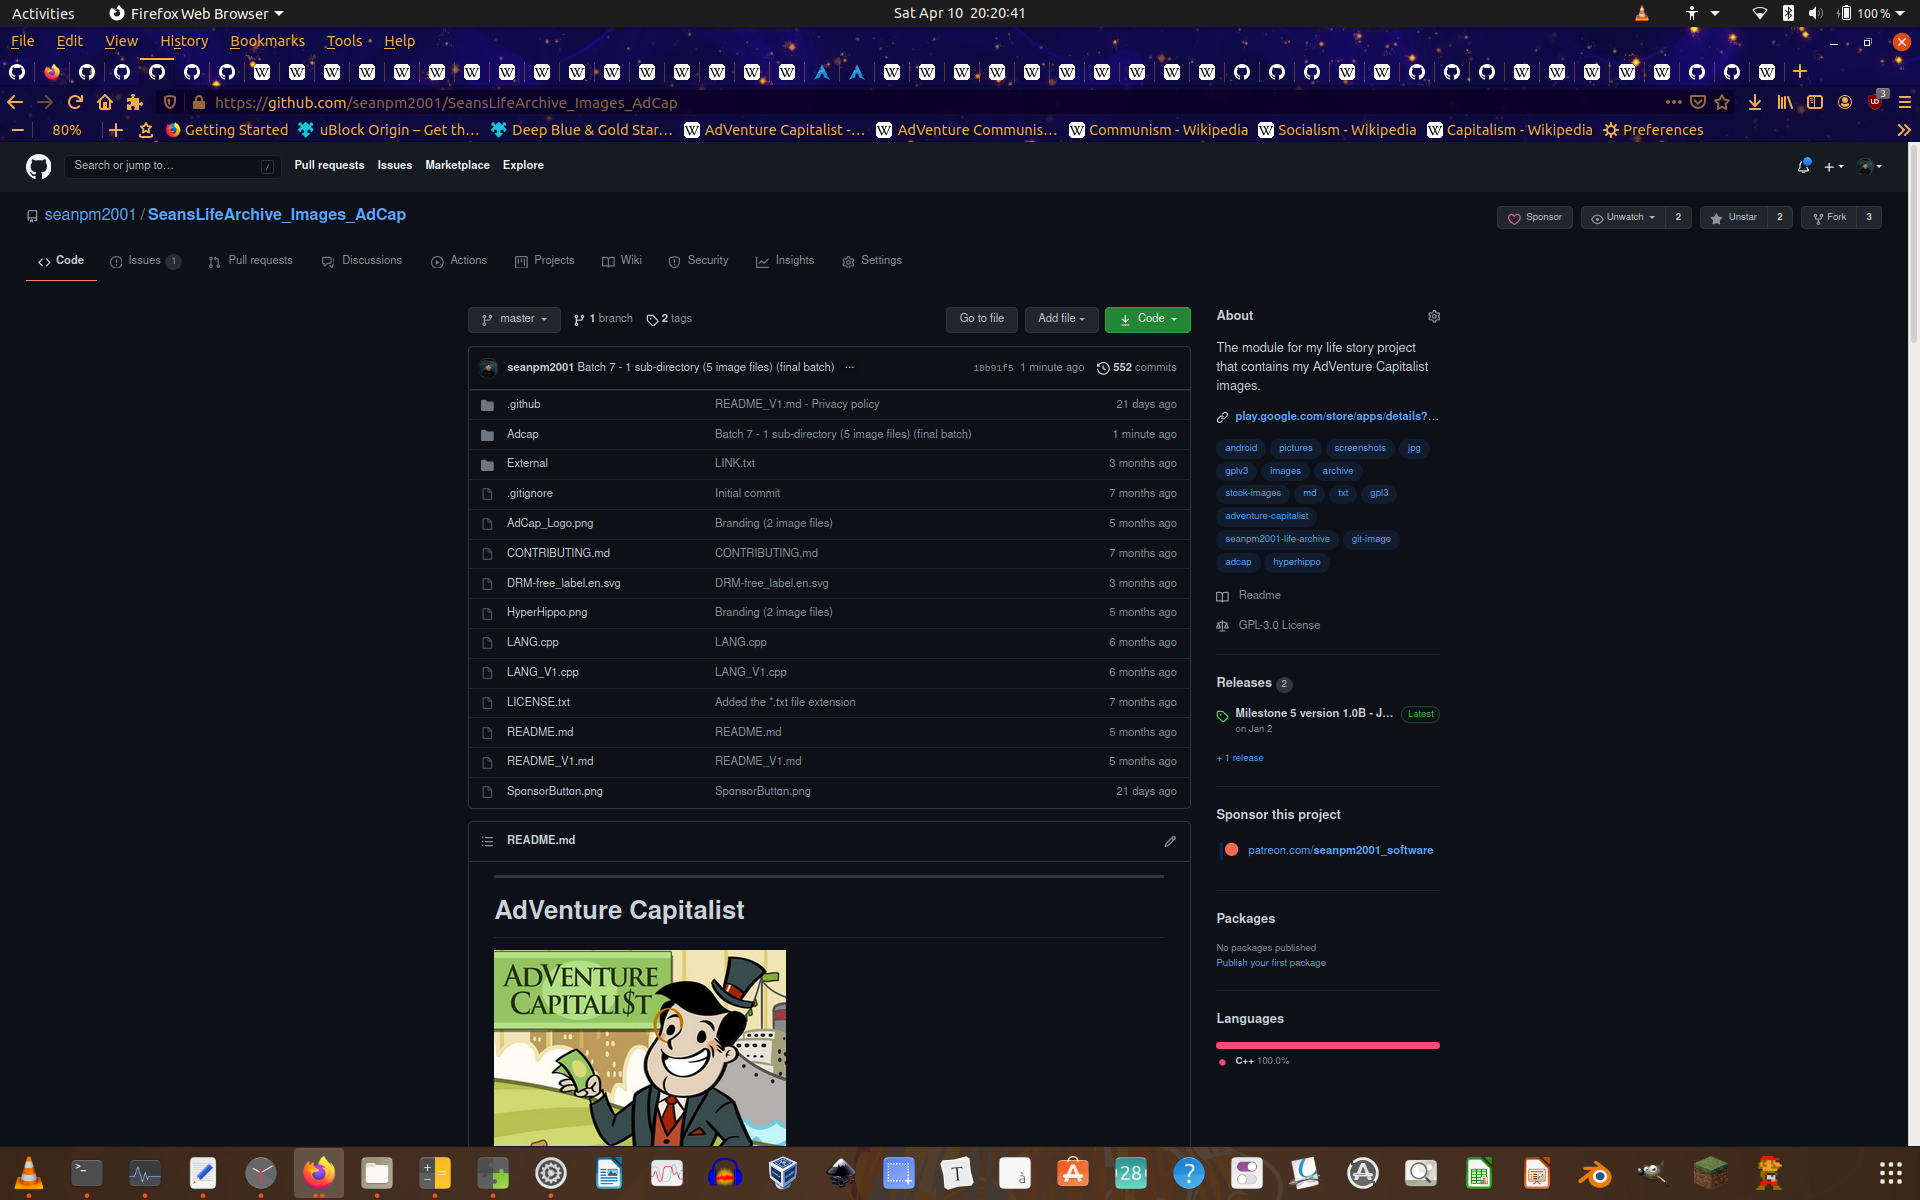 Activities Firefox Web Browser Sat Apr 10 20:20:41 100 %
File Edit View History Bookmarks Tools Help
https://github.com/seanpm2001/SeansLifeArchive_Images_AdCap 3
80% Getting Started uBlock Origin – Get th… Deep Blue & Gold Star… AdVenture Capitalist -… AdVenture Communis… Communism - Wikipedia Socialism - Wikipedia Capitalism - Wikipedia Preferences
Search or jump to… / Pull requests Issues Marketplace Explore
seanpm2001 / SeansLifeArchive_Images_AdCap Sponsor Unwatch 2 Unstar 2 Fork 3
Code Issues 1 Pull requests Discussions Actions Projects Wiki Security Insights Settings
master 1 branch 2 tags Go to file Add file Code
seanpm2001 Batch 7 - 1 sub-directory (5 image files) (final batch) ... 10b91f5 1 minute ago 552 commits
.github README_V1.md - Privacy policy 21 days ago
Adcap Batch 7 - 1 sub-directory (5 image files) (final batch) 1 minute ago
External LINK.txt 3 months ago
.gitignore Initial commit 7 months ago
AdCap_Logo.png Branding (2 image files) 5 months ago
CONTRIBUTING.md CONTRIBUTING,md 7 months ago
DRM-free_label.en.svg DRM-free_label.en.svg 3 months ago
HyperHippo.png Branding (2 image files) 5 months ago
LANG.cpp LANG.cpp 6 months ago
LANG_V1.cpp LANG_V1.cpp 6 months ago
LICENSE.txt Added the *.txt file extension 7 months ago
README.md README.md 5 months ago
README_V1.md README_V1.md 5 months ago
SponsorButton.png SponsorButton.png 21 days ago
README.md
AdVenture Capitalist
ADVENTURE
CAPITALI$T
About
The module for my life story project
that contains my AdVenture Capitalist
images.
play.google.com/store/apps/details?…
android pictures screenshots jpg
gplv3 images archive
stock-images md txt gpl3
adventure-capitalist
seanpm2001-life-archive git-image
adcap hyperhippo
Readme
GPL-3.0 License
Releases 2
Milestone 5 version 1.0B - J… Latest
on Jan 2
+ 1 release
Sponsor this project
patreon.com/seanpm2001_software
Packages
No packages published
Publish your first package
Languages
C++ 100.0%